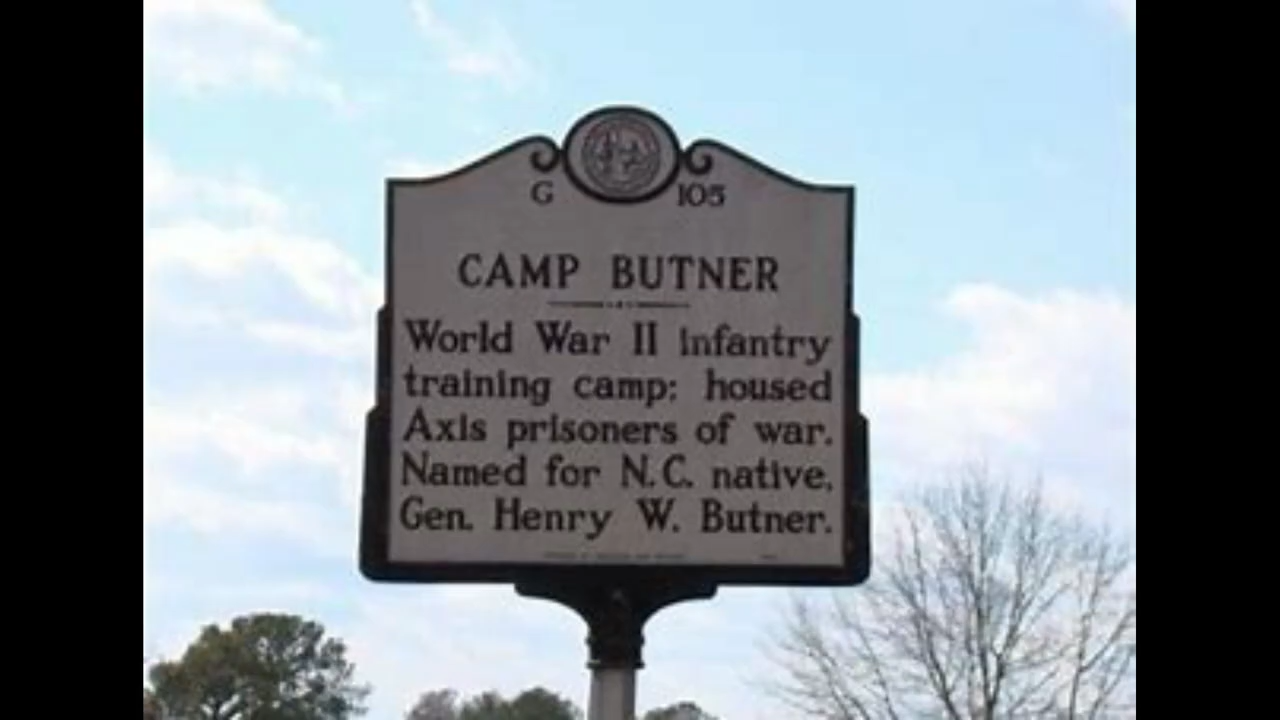 G 105
CAMP BUTNER
World War II infantry
training camp; housed
Axis prisoners of war.
Named for N.C. native,
Gen. Henry W. Butner.